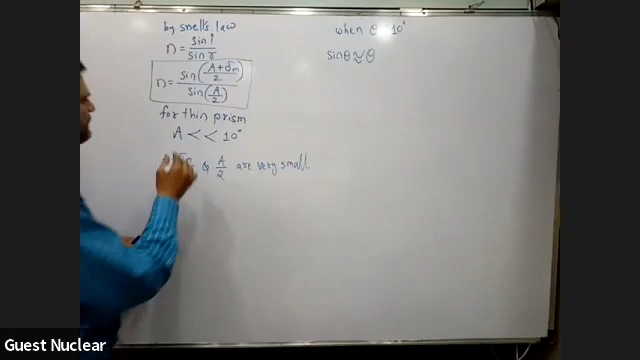 by snell's law
n = sin i / sin r
n = sin((A + δm)/2) / sin(A/2)
for thin prism
A << 10°
& A/2 are very small
when θ 10°
sinθ ≈ θ
Guest Nuclear